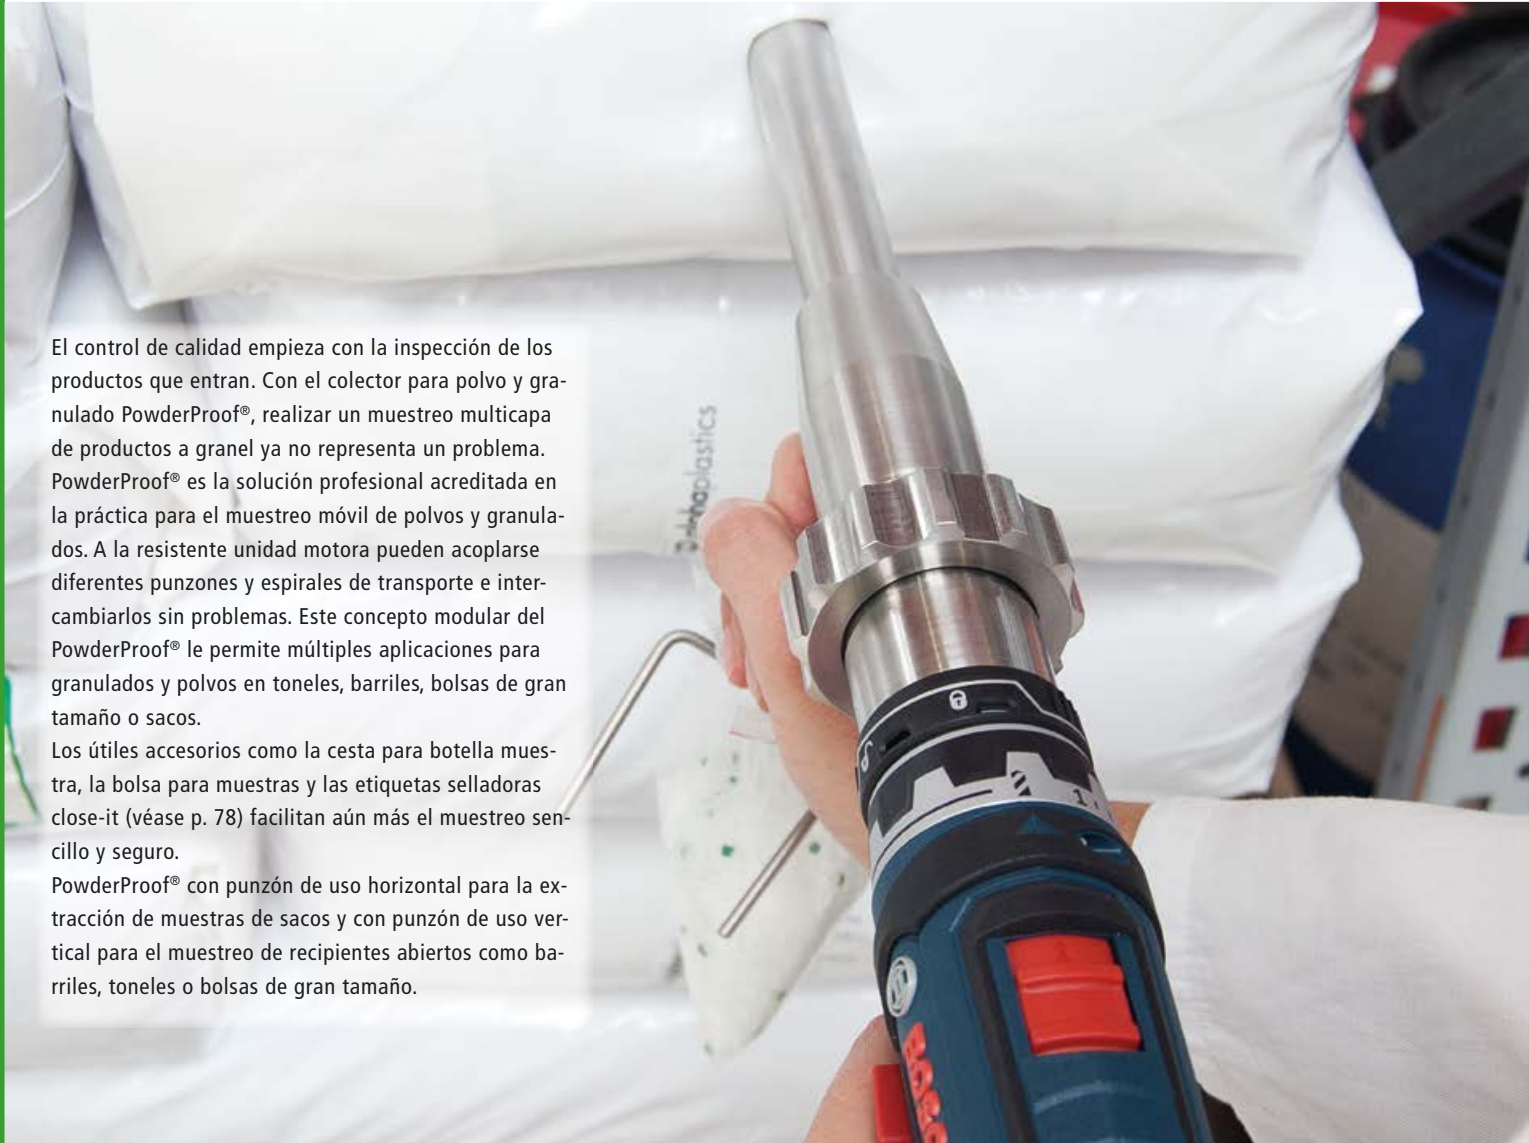 El control de calidad empieza con la inspección de los
productos que entran. Con el colector para polvo y gra-
nulado PowderProof®, realizar un muestreo multicapa
de productos a granel ya no representa un problema.
PowderProof® es la solución profesional acreditada en
la práctica para el muestreo móvil de polvos y granula-
dos. A la resistente unidad motora pueden acoplarse
diferentes punzones y espirales de transporte e inter-
cambiarlos sin problemas. Este concepto modular del
PowderProof® le permite múltiples aplicaciones para
granulados y polvos en toneles, barriles, bolsas de gran
tamaño o sacos.
Los útiles accesorios como la cesta para botella mues-
tra, la bolsa para muestras y las etiquetas selladoras
close-it (véase p. 78) facilitan aún más el muestreo sen-
cillo y seguro.
PowderProof® con punzón de uso horizontal para la ex-
tracción de muestras de sacos y con punzón de uso ver-
tical para el muestreo de recipientes abiertos como ba-
rriles, toneles o bolsas de gran tamaño.
1